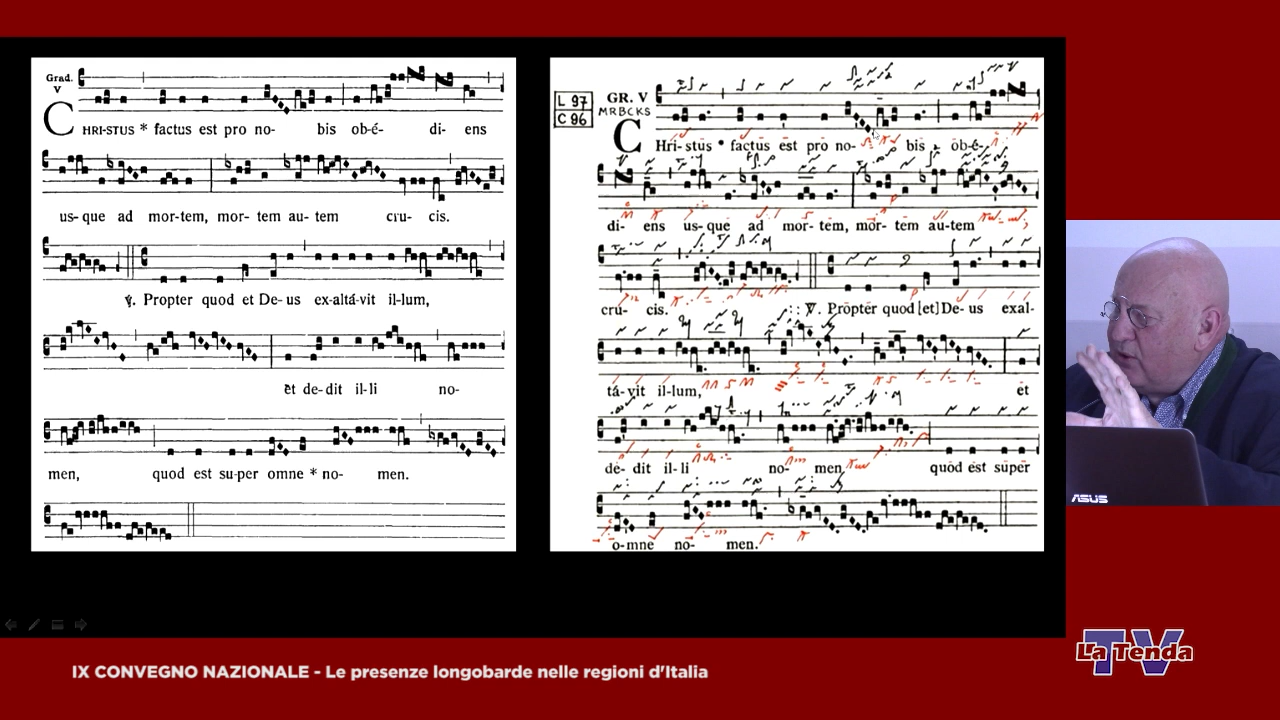 Grad.
V
CHRI-STUS * factus est pro no- bis ob-é- di- ens
us-que ad mor-tem, mor- tem au- tem cru- cis.
℣. Propter quod et De- us ex-altá-vit il-lum,
et de-dit il-li no-
men, quod est su-per omne * no- men.
L 97
C 96
GR. V
MRBCKS
CHri- stus * factus est pro no- bis ob-é-
di- ens us-que ad mor- tem, mor- tem au-tem
cru- cis. ℣. Propter quod [et] De- us exal-
tá-vit il-lum, et
de- dit il-li no- men quod est super
o-mne no- men.
ASUS
TV
La Tenda
IX CONVEGNO NAZIONALE - Le presenze longobarde nelle regioni d'Italia